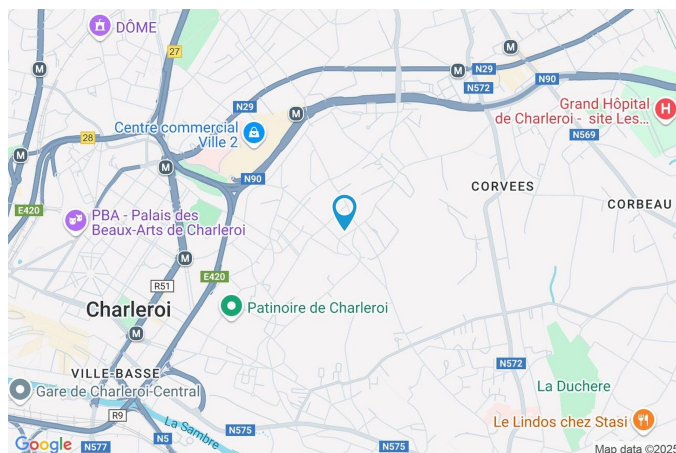 DÔME
27
M
M
N29
N572
N90
M
N29
M
Grand Hôpital
de Charleroi - site Les...
Centre commercial
Ville 2
28
M
N569
N90
CORVEES
CORBEAU
E420
PBA - Palais des
Beaux-Arts de Charleroi
M
E420
R51
Charleroi
Patinoire de Charleroi
M
VILLE-BASSE
N572
La Duchere
Gare de Charleroi-Central
R9
La Sambre
N575
Le Lindos chez Stasi
Google
N577
N5
N575
Map data ©2025